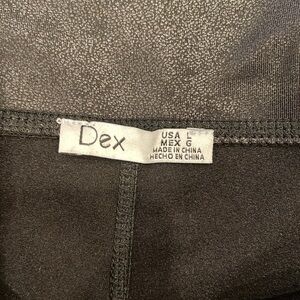 Dex
USA L
MEX G
MADE IN CHINA
HECHO EN CHINA